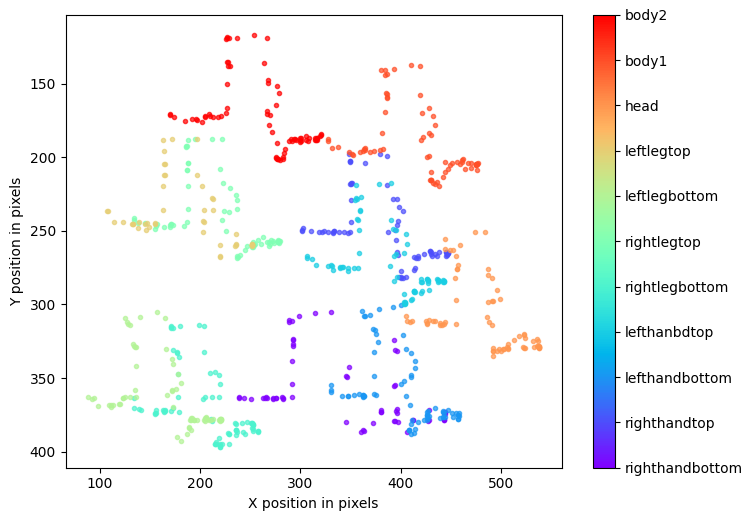 Y position in pixels
150
200
250
300
350
400
100
200
300
400
500
X position in pixels
body2
body1
head
leftlegtop
leftlegbottom
rightlegtop
rightlegbottom
lefthanbdtop
lefthandbottom
righthandtop
righthandbottom